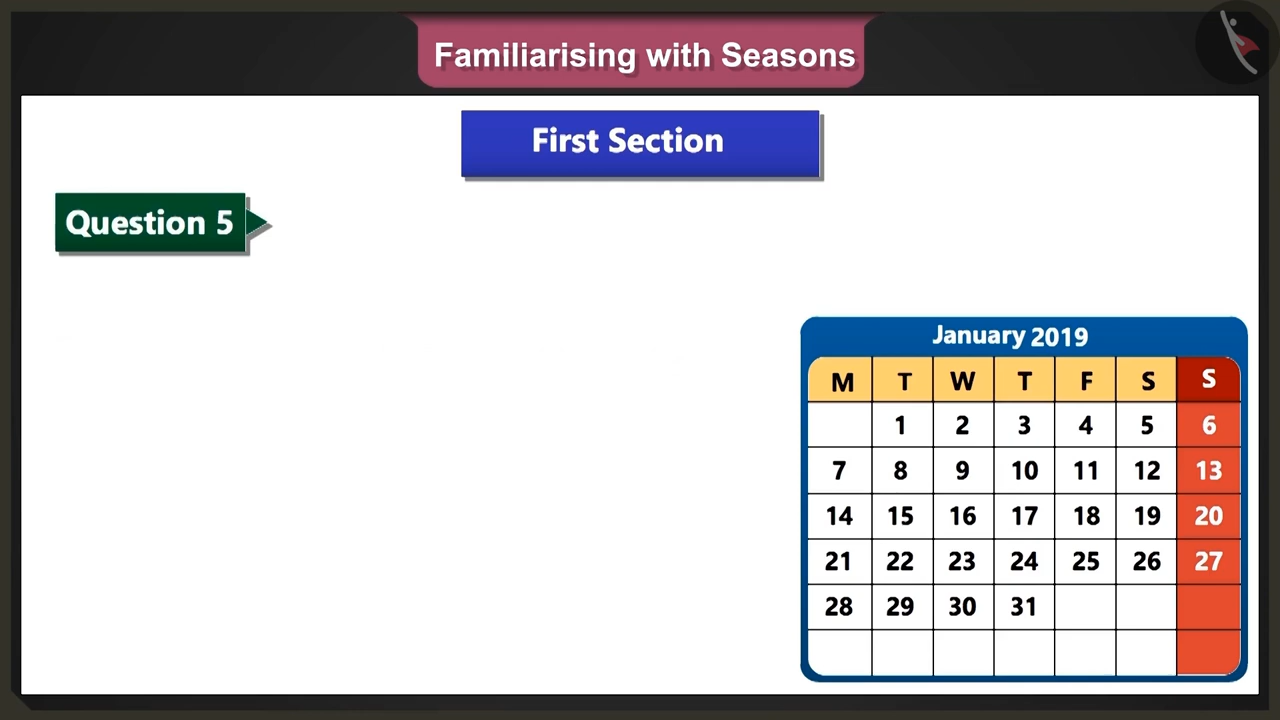 Familiarising with Seasons
First Section
Question 5
January 2019
M T W T F S S
1 2 3 4 5 6
7 8 9 10 11 12 13
14 15 16 17 18 19 20
21 22 23 24 25 26 27
28 29 30 31